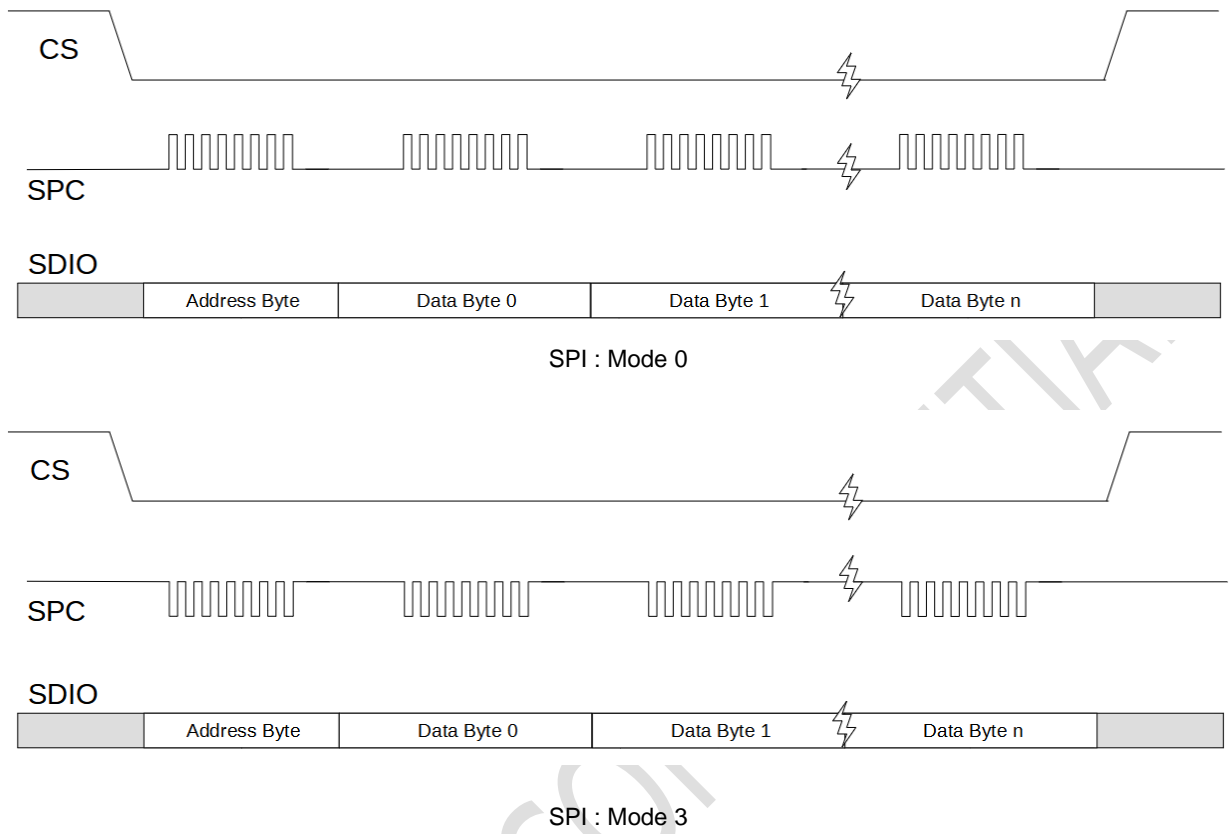 CS
SPC
SDIO
Address Byte Data Byte 0 Data Byte 1 Data Byte n
SPI : Mode 0
CS
SPC
SDIO
Address Byte Data Byte 0 Data Byte 1 Data Byte n
SPI : Mode 3